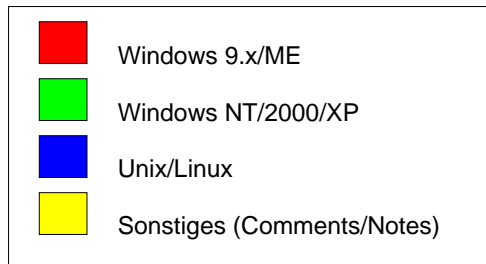 Windows 9.x/ME
Windows NT/2000/XP
Unix/Linux
Sonstiges (Comments/Notes)